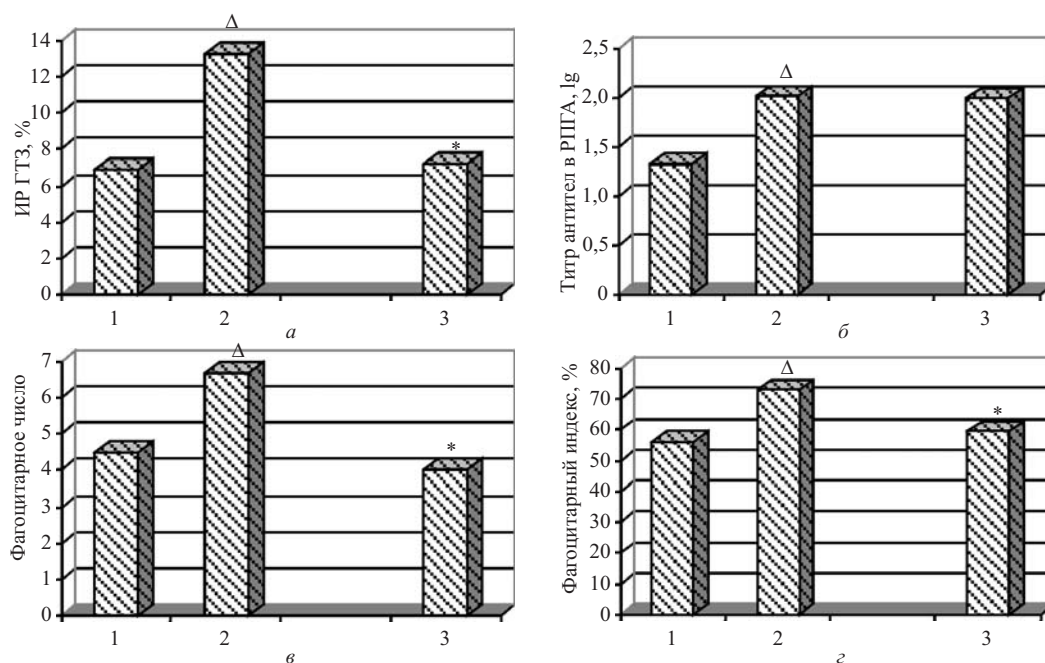 ИР ГТЗ, %
14
12
10
8
6
4
2
0
Δ
*
1 2 3
а
Титр антител в РПГА, lg
2,5
2,0
1,5
1,0
0,5
0
Δ
1 2 3
б
Фагоцитарное число
7
6
5
4
3
2
1
0
Δ
*
1 2 3
в
Фагоцитарный индекс, %
80
70
60
50
40
30
20
10
0
Δ
*
1 2 3
г